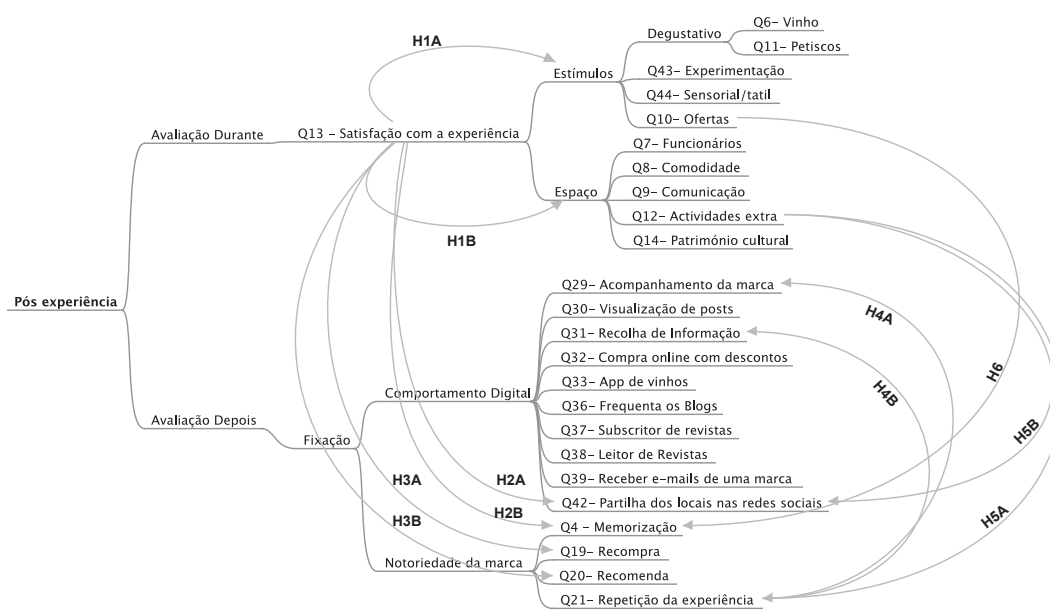 Q6– Vinho
Degustativo
Q11– Petiscos
H1A
Estímulos
Q43– Experimentação
Q44– Sensorial/tatil
Q10– Ofertas
Avaliação Durante
Q13 – Satisfação com a experiência
Q7– Funcionários
Q8– Comodidade
Espaço
Q9– Comunicação
Q12– Actividades extra
H1B
Q14– Património cultural
Pós experiência
Q29– Acompanhamento da marca
H4A
Q30– Visualização de posts
Q31– Recolha de Informação
Q32– Compra online com descontos
H6
Q33– App de vinhos
H4B
Comportamento Digital
Q36– Frequenta os Blogs
Avaliação Depois
Q37– Subscritor de revistas
H5B
Fixação
Q38– Leitor de Revistas
H3A
H2A
Q39– Receber e–mails de uma marca
Q42– Partilha dos locais nas redes sociais
H3B
H2B
Q4 – Memorização
H5A
Q19– Recompra
Notoriedade da marca
Q20– Recomenda
Q21– Repetição da experiência